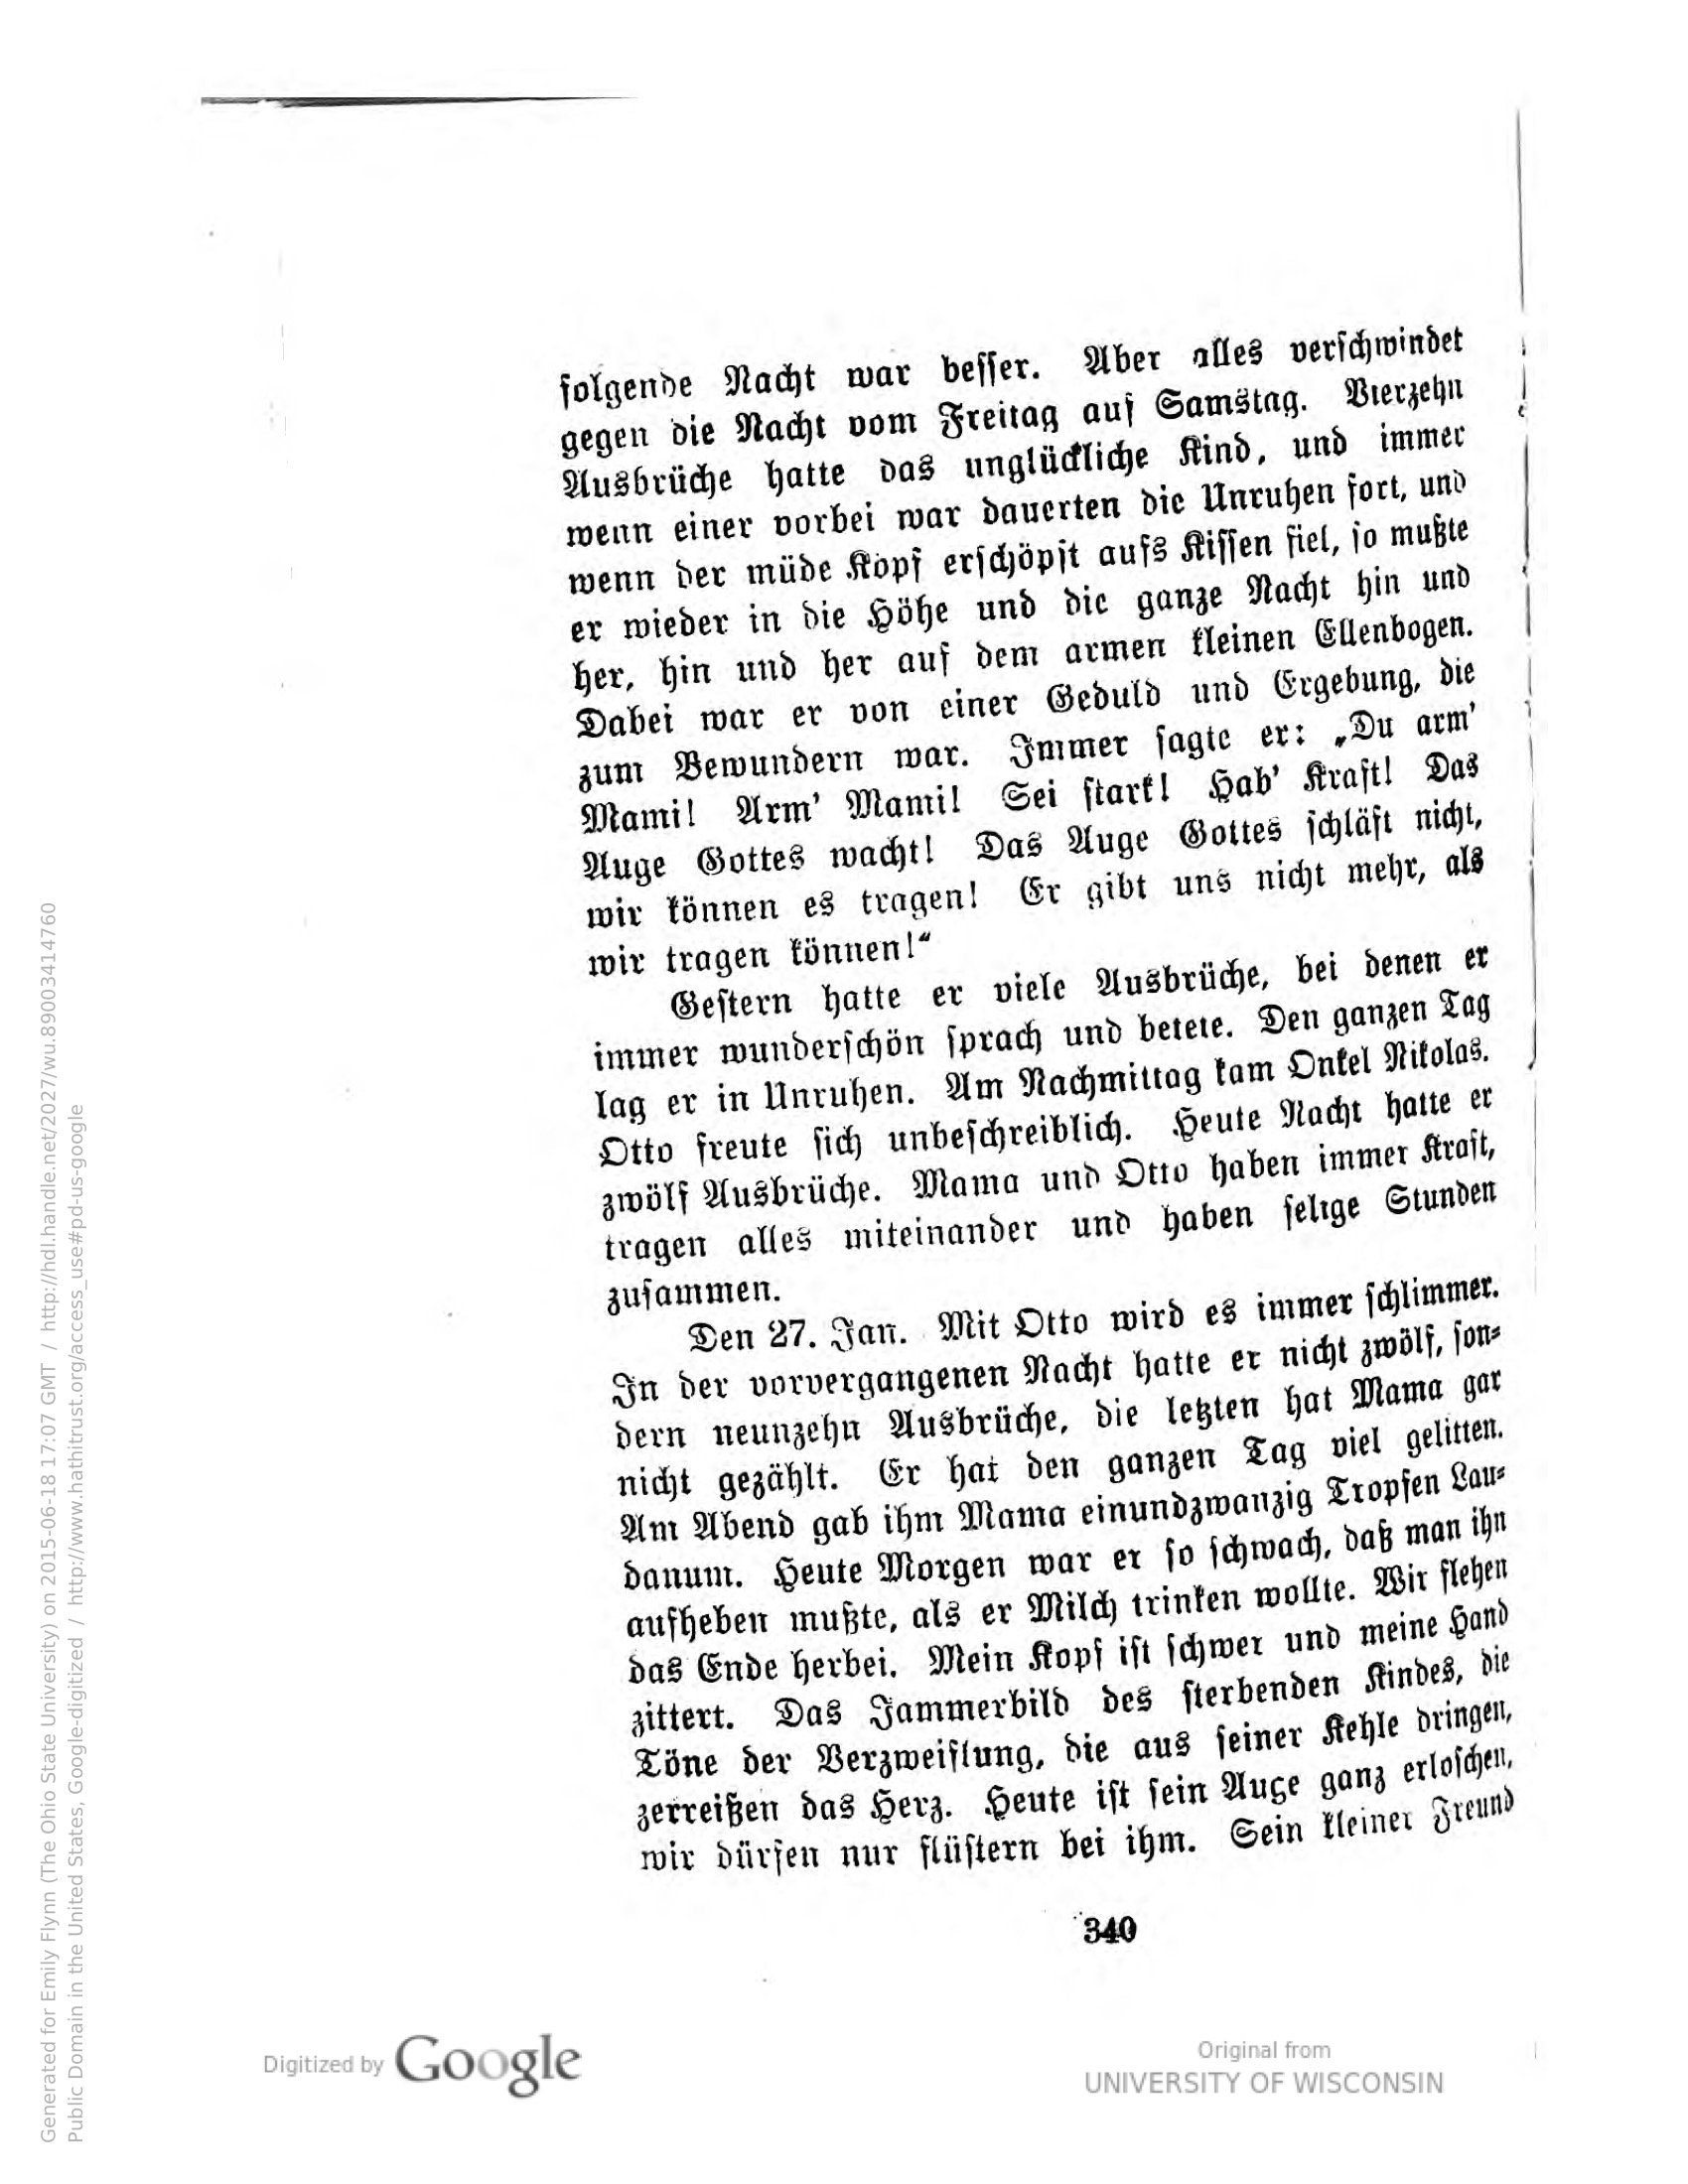 folgende Nacht war besser. Aber alles verschwindet
gegen die Nacht vom Freitag auf Samstag. Vierzehn
Ausbrüche hatte das unglückliche Kind, und immer
wenn einer vorbei war dauerten die Unruhen fort, und
wenn der müde Kopf erschöpft aufs Kissen fiel, so mußte
er wieder in die Höhe und die ganze Nacht hin und
her, hin und her auf dem armen kleinen Ellenbogen.
Dabei war er von einer Geduld und Ergebung, die
zum Bewundern war. Immer sagte er: „Du arm'
Mami! Arm' Mami! Sei stark! Hab' Kraft! Das
Auge Gottes wacht! Das Auge Gottes schläft nicht,
wir können es tragen! Er gibt uns nicht mehr, als
wir tragen können!“
Gestern hatte er viele Ausbrüche, bei denen er
immer wunderschön sprach und betete. Den ganzen Tag
lag er in Unruhen. Am Nachmittag kam Onkel Nikolas.
Otto freute sich unbeschreiblich. Heute Nacht hatte er
zwölf Ausbrüche. Mama und Otto haben immer Kraft,
tragen alles miteinander und haben selige Stunden
zusammen.
Den 27. Jan. Mit Otto wird es immer schlimmer.
In der vorvergangenen Nacht hatte er nicht zwölf, son-
dern neunzehn Ausbrüche, die letzten hat Mama gar
nicht gezählt. Er hat den ganzen Tag viel gelitten.
Am Abend gab ihm Mama einundzwanzig Tropfen Lau-
danum. Heute Morgen war er so schwach, daß man ihn
aufheben mußte, als er Milch trinken wollte. Wir flehen
das Ende herbei. Mein Kopf ist schwer und meine Hand
zittert. Das Jammerbild des sterbenden Kindes, die
Töne der Verzweiflung, die aus seiner Kehle dringen,
zerreißen das Herz. Heute ist sein Auge ganz erloschen,
wir dürfen nur flüstern bei ihm. Sein kleiner Freund
340
Digitized by Google
Original from
UNIVERSITY OF WISCONSIN
Generated for Emily Flynn (The Ohio State University) on 2015-06-18 17:07 GMT / http://hdl.handle.net/2027/wu.89003414760
Public Domain in the United States, Google-digitized / http://www.hathitrust.org/access_use#pd-us-google